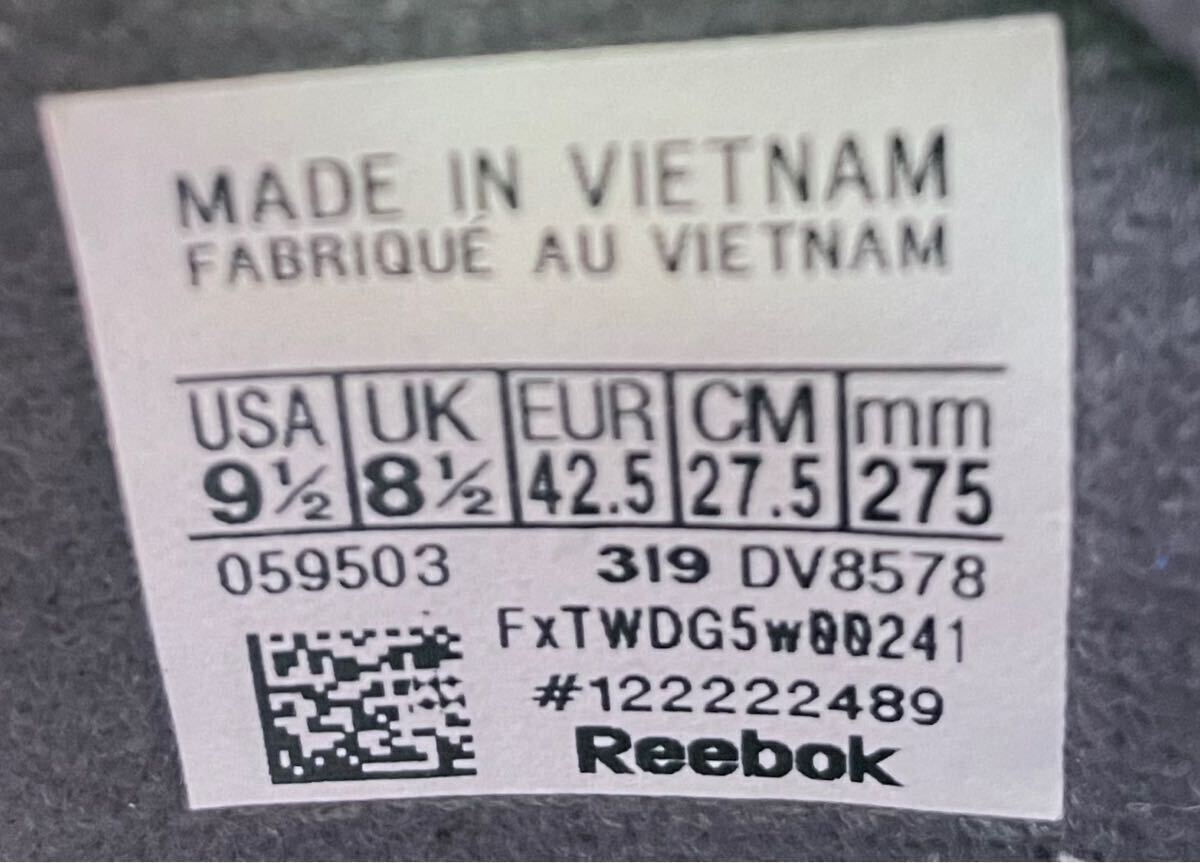 MADE IN VIETNAM
FABRIQUÉ AU VIETNAM
USA UK EUR CM mm
9½ 8½ 42.5 27.5 275
059503 319 DV8578
FxTWDG5w00241
#122222489
Reebok